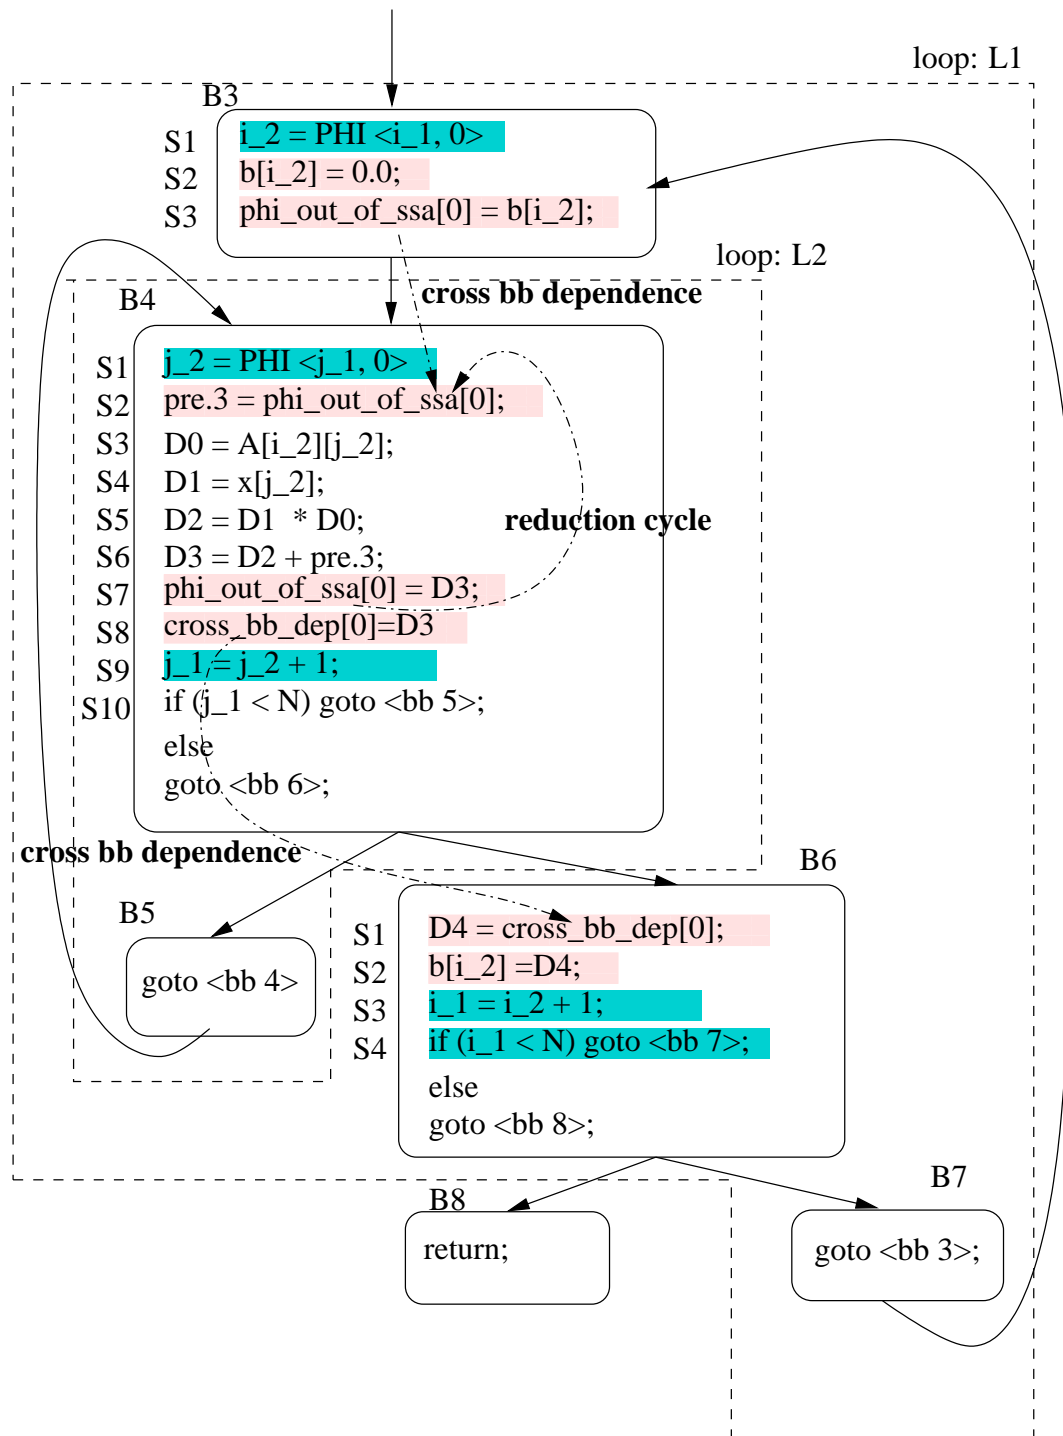 loop: L1
B3
S1 i_2 = PHI <i_1, 0>
S2 b[i_2] = 0.0;
S3 phi_out_of_ssa[0] = b[i_2];
loop: L2
cross bb dependence
B4
S1 j_2 = PHI <j_1, 0>
S2 pre.3 = phi_out_of_ssa[0];
S3 D0 = A[i_2][j_2];
S4 D1 = x[j_2];
S5 D2 = D1 * D0;
reduction cycle
S6 D3 = D2 + pre.3;
S7 phi_out_of_ssa[0] = D3;
S8 cross_bb_dep[0]=D3
S9 j_1 = j_2 + 1;
S10 if (j_1 < N) goto <bb 5>;
else
goto <bb 6>;
cross bb dependence
B6
B5
S1 D4 = cross_bb_dep[0];
S2 b[i_2] =D4;
goto <bb 4>
S3 i_1 = i_2 + 1;
S4 if (i_1 < N) goto <bb 7>;
else
goto <bb 8>;
B7
B8
return;
goto <bb 3>;